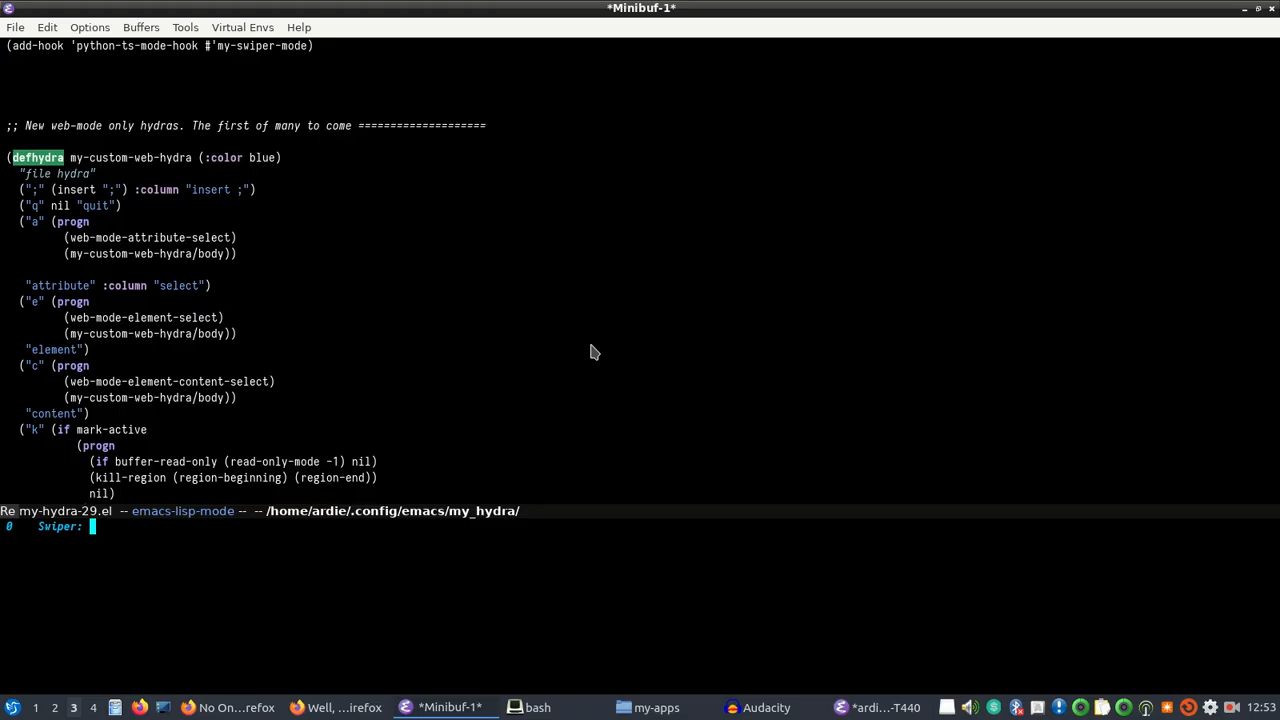 *Minibuf-1*
File Edit Options Buffers Tools Virtual Envs Help
(add-hook 'python-ts-mode-hook #'my-swiper-mode)
;; New web-mode only hydras. The first of many to come ====================
(defhydra my-custom-web-hydra (:color blue)
"file hydra"
(";" (insert ";") :column "insert ;")
("q" nil "quit")
("a" (progn
(web-mode-attribute-select)
(my-custom-web-hydra/body))
"attribute" :column "select")
("e" (progn
(web-mode-element-select)
(my-custom-web-hydra/body))
"element")
("c" (progn
(web-mode-element-content-select)
(my-custom-web-hydra/body))
"content")
("k" (if mark-active
(progn
(if buffer-read-only (read-only-mode -1) nil)
(kill-region (region-beginning) (region-end))
nil)
Re my-hydra-29.el -- emacs-lisp-mode -- -- /home/ardie/.config/emacs/my_hydra/
0 Swiper:
1 2 3 4 No On...refox Well, ...irefox *Minibuf-1* bash my-apps Audacity *ardi...-T440 12:53